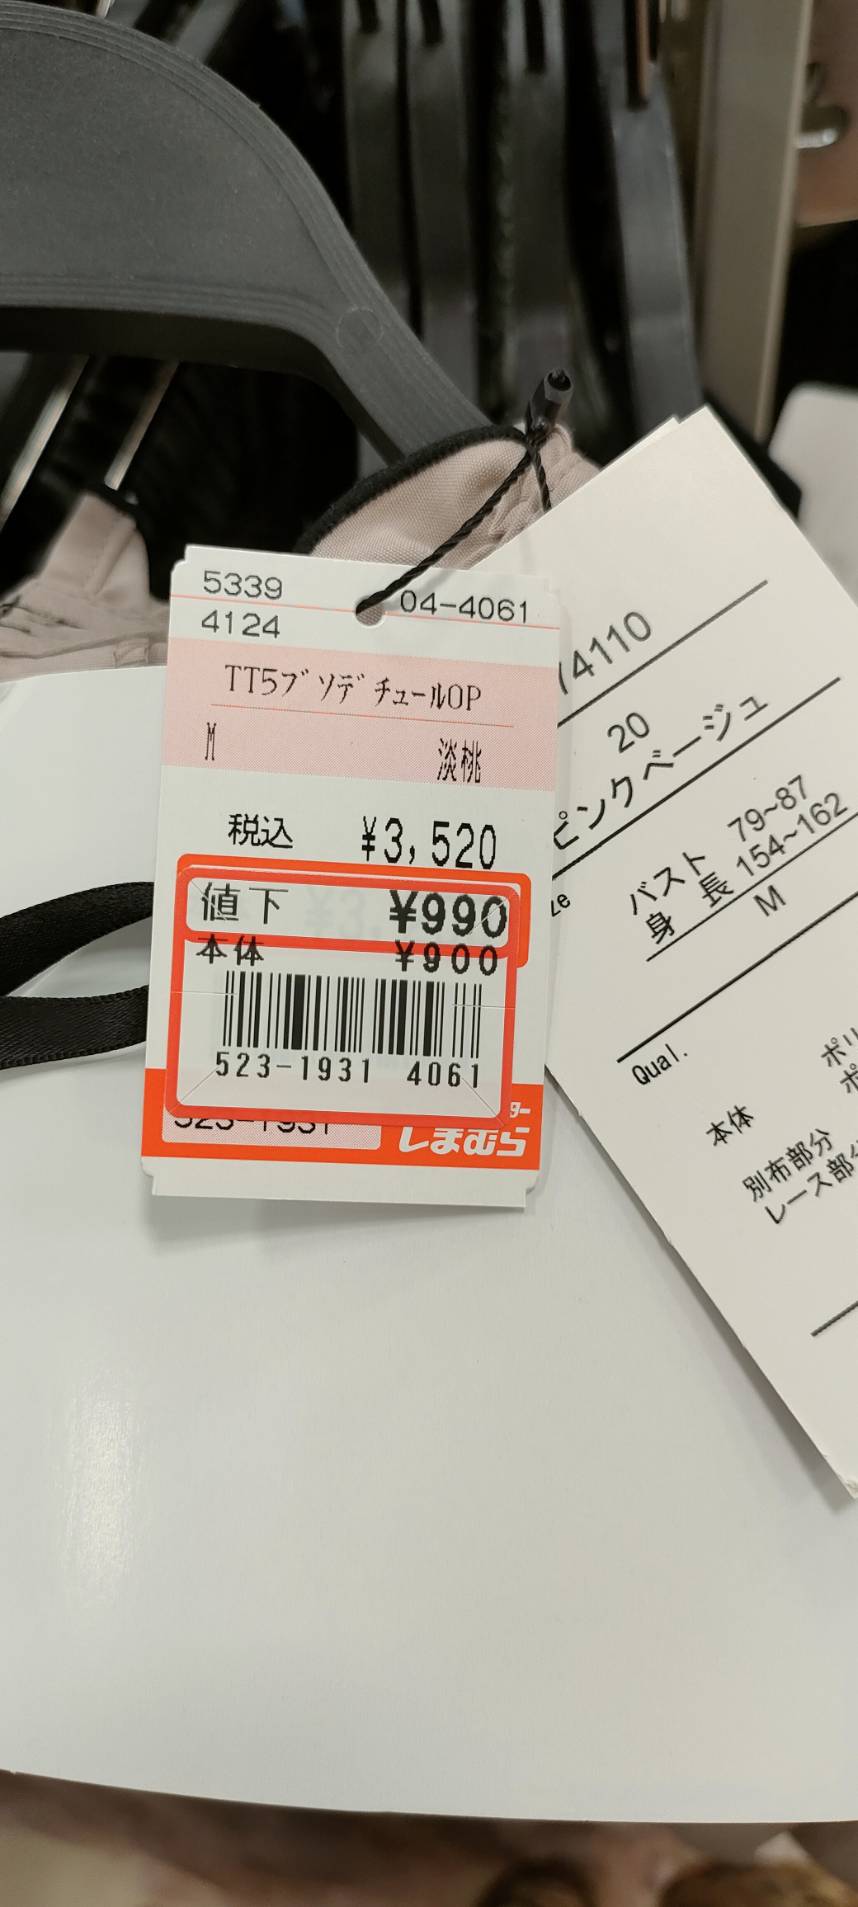 5339
04-4061
4124
TT5ブソデチュールOP
M 淡桃
税込 ¥3,520
値下 ¥990
本体 ¥900
523-1931 4061
523-1931
しまむら
4110
20
ピンクベージュ
バスト 79~87
身長 154~162
M
Qual.
本体
別布部分
レース部